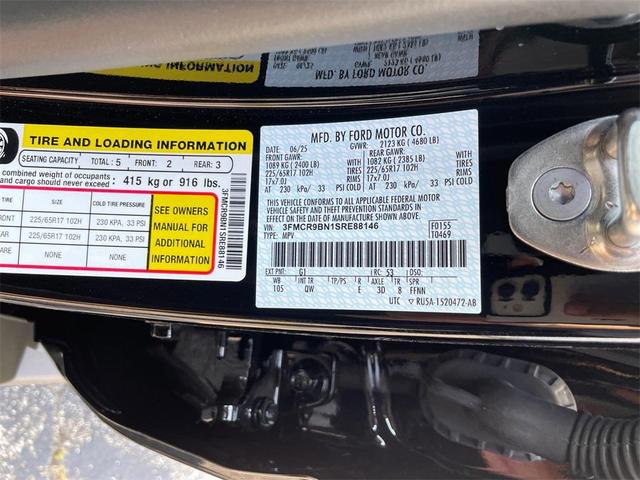 TIRE AND LOADING INFORMATION
SEATING CAPACITY TOTAL: 5 FRONT: 2 REAR: 3
combined weight of occupants
and cargo should never exceed: 415 kg or 916 lbs.
SIZE COLD TIRE PRESSURE
FRONT 225/65R17 102H 230 KPA, 33 PSI
REAR 225/65R17 102H 230 KPA, 33 PSI
NONE NONE
SEE OWNERS
MANUAL FOR
ADDITIONAL
INFORMATION
3FMCR9BN1SRE88146
MFD. BY FORD MOTOR CO.
DATE: 06/25 GVWR: 2123 KG ( 4680 LB)
FRONT GAWR: REAR GAWR:
1089 KG (2400 LB) WITH 1082 KG (2385 LB) WITH
225/65R17 102H TIRES 225/65R17 102H TIRES
17x7.0J RIMS 17x7.0J RIMS
AT 230 kPa/ 33 PSI COLD AT 230 kPa/ 33 PSI COLD
THIS VEHICLE CONFORMS TO ALL APPLICABLE FEDERAL MOTOR
VEHICLE SAFETY AND THEFT PREVENTION STANDARDS IN EFFECT ON
THE DATE OF MANUFACTURE SHOWN ABOVE.
VIN: 3FMCR9BN1SRE88146 F0155
TYPE: MPV T0469
EXT PNT: G1 RC: 53 DSO:
WB INT TR TP/PS R AXLE TR SPR
105 QW E 3D 8 FFNN
UTC ▽ RU5A-1520472-AB
MFD. BY FORD MOTOR CO.